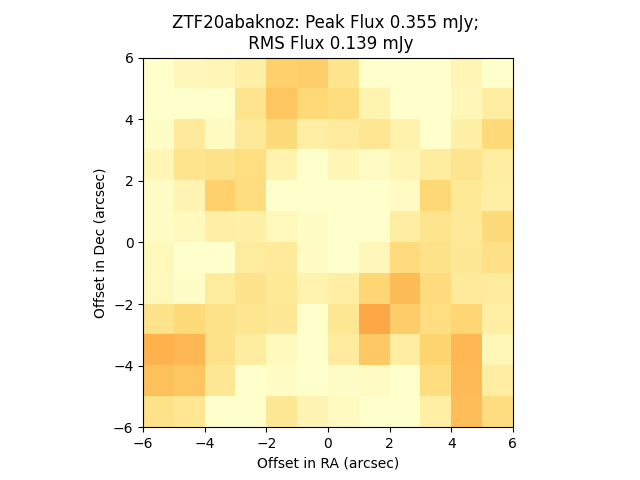 ZTF20abaknoz: Peak Flux 0.355 mJy;
RMS Flux 0.139 mJy
6
4
2
0
−2
−4
−6
Offset in Dec (arcsec)
−6 −4 −2 0 2 4 6
Offset in RA (arcsec)